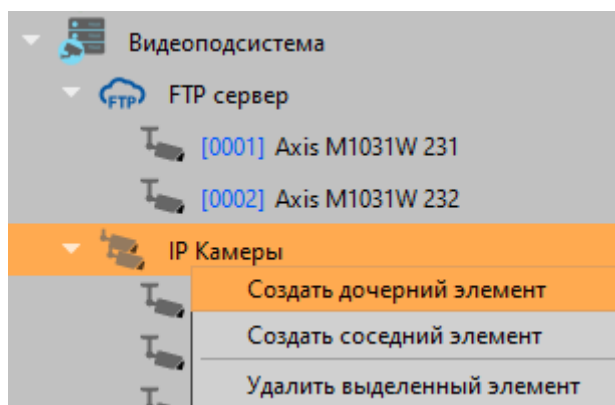 Видеоподсистема
FTP FTP сервер
[0001] Axis M1031W 231
[0002] Axis M1031W 232
IP Камеры
Создать дочерний элемент
Создать соседний элемент
Удалить выделенный элемент